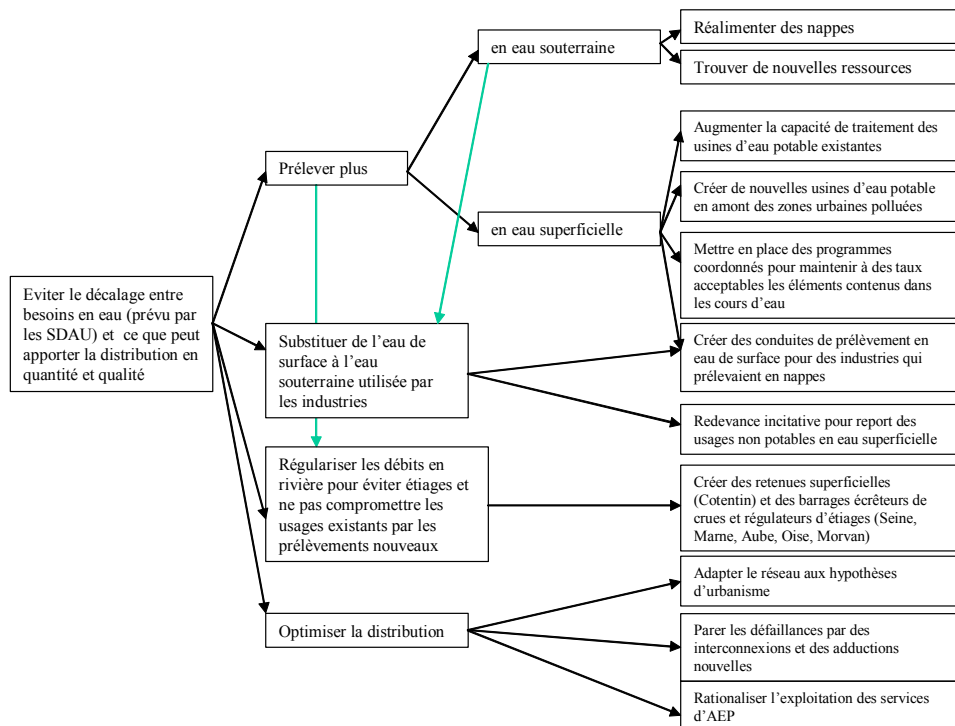 Eviter le décalage entre
besoins en eau (prévu par
les SDAU) et ce que peut
apporter la distribution en
quantité et qualité
Prélever plus
en eau souterraine
Réalimenter des nappes
Trouver de nouvelles ressources
en eau superficielle
Augmenter la capacité de traitement des
usines d’eau potable existantes
Créer de nouvelles usines d’eau potable
en amont des zones urbaines polluées
Mettre en place des programmes
coordonnés pour maintenir à des taux
acceptables les éléments contenus dans
les cours d’eau
Substituer de l’eau de
surface à l’eau
souterraine utilisée par
les industries
Créer des conduites de prélèvement en
eau de surface pour des industries qui
prélevaient en nappes
Redevance incitative pour report des
usages non potables en eau superficielle
Régulariser les débits en
rivière pour éviter étiages et
ne pas compromettre les
usages existants par les
prélèvements nouveaux
Créer des retenues superficielles
(Cotentin) et des barrages écrêteurs de
crues et régulateurs d’étiages (Seine,
Marne, Aube, Oise, Morvan)
Optimiser la distribution
Adapter le réseau aux hypothèses
d’urbanisme
Parer les défaillances par des
interconnexions et des adductions
nouvelles
Rationaliser l’exploitation des services
d’AEP